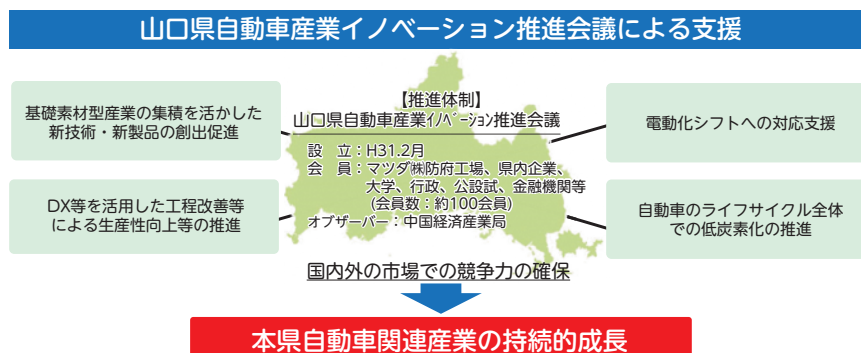 山口県自動車産業イノベーション推進会議による支援
【推進体制】
山口県自動車産業ｲﾉﾍﾞｰｼｮﾝ推進会議
基礎素材型産業の集積を活かした
新技術・新製品の創出促進
電動化シフトへの対応支援
設　立：H31.2月
会　員：マツダ㈱防府工場、県内企業、
大学、行政、公設試、金融機関等
(会員数：約100会員)
オブザーバー：中国経済産業局
DX等を活用した工程改善等
による生産性向上等の推進
自動車のライフサイクル全体
での低炭素化の推進
国内外の市場での競争力の確保
本県自動車関連産業の持続的成長